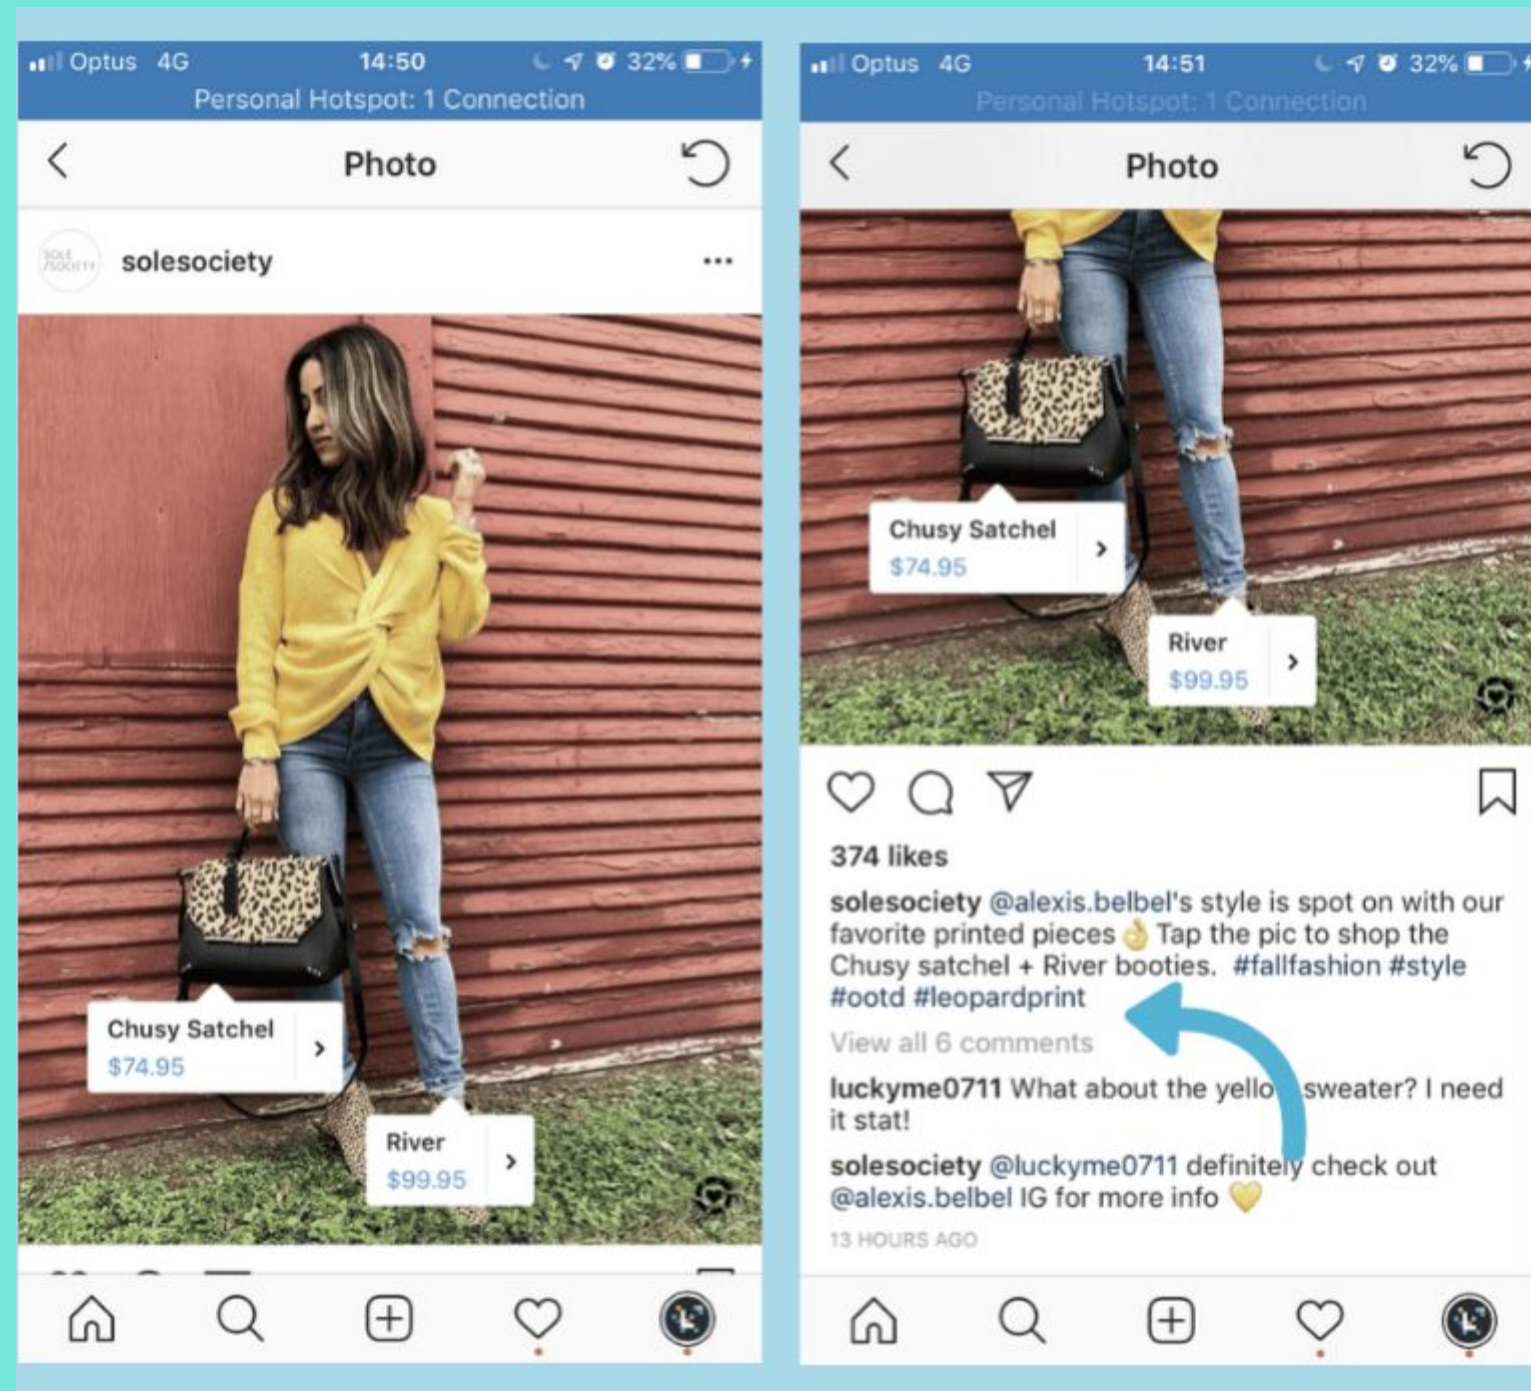 Optus 4G 14:50 32%
Personal Hotspot: 1 Connection
Photo
SOLE
/SOCIETY
solesociety
Chusy Satchel
$74.95
River
$99.95
Optus 4G 14:51 32%
Personal Hotspot: 1 Connection
Photo
Chusy Satchel
$74.95
River
$99.95
374 likes
solesociety @alexis.belbel's style is spot on with our
favorite printed pieces 👌 Tap the pic to shop the
Chusy satchel + River booties. #fallfashion #style
#ootd #leopardprint
View all 6 comments
luckyme0711 What about the yello sweater? I need
it stat!
solesociety @luckyme0711 definitely check out
@alexis.belbel IG for more info 💛
13 HOURS AGO